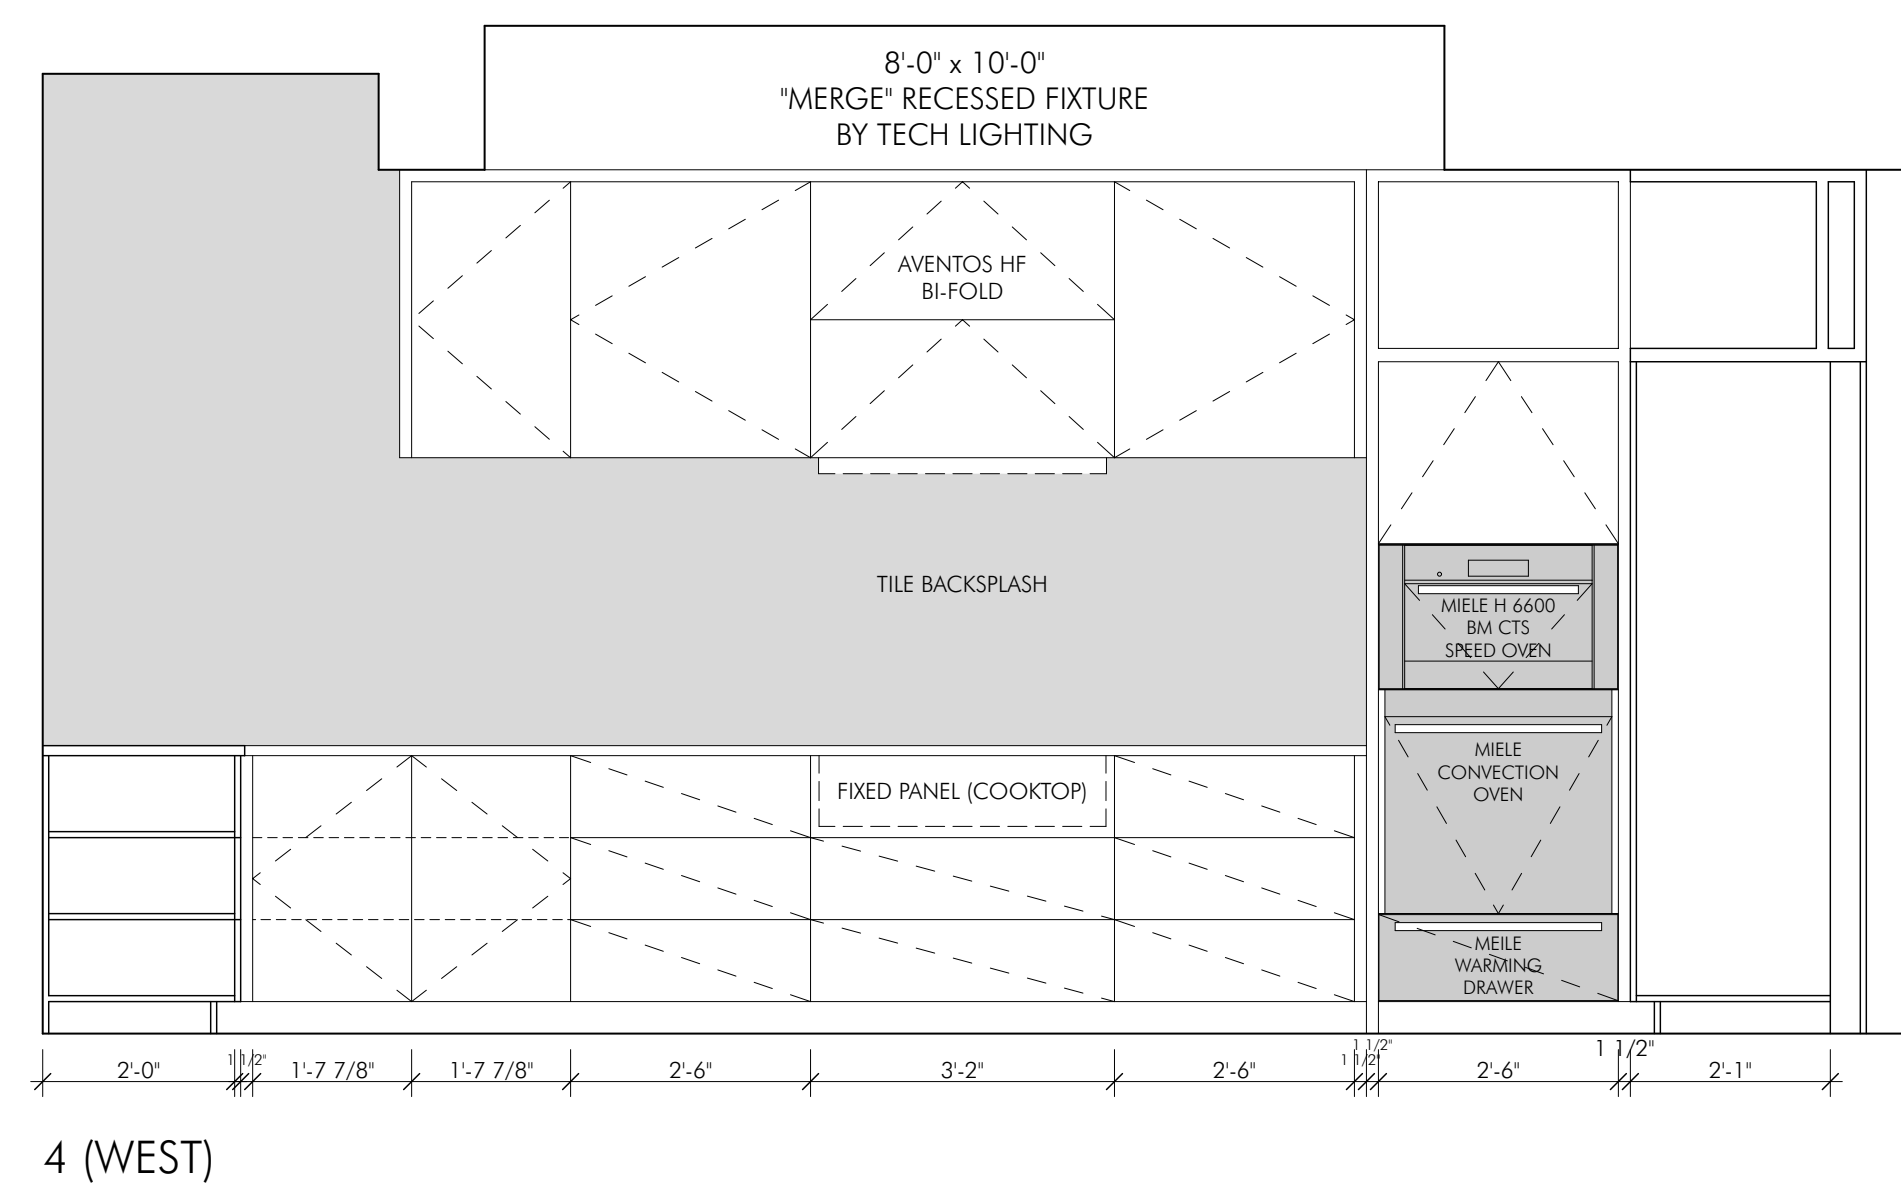 8'-0" x 10'-0"
"MERGE" RECESSED FIXTURE
BY TECH LIGHTING
AVENTOS HF
BI-FOLD
TILE BACKSPLASH
MIELE H 6600
BM CTS
SPEED OVEN
MIELE
CONVECTION
OVEN
FIXED PANEL (COOKTOP)
MEILE
WARMING
DRAWER
2'-0"
1 1/2"
1'-7 7/8"
1'-7 7/8"
2'-6"
3'-2"
2'-6"
1 1/2"
1 1/2"
2'-6"
1 1/2"
2'-1"
4 (WEST)